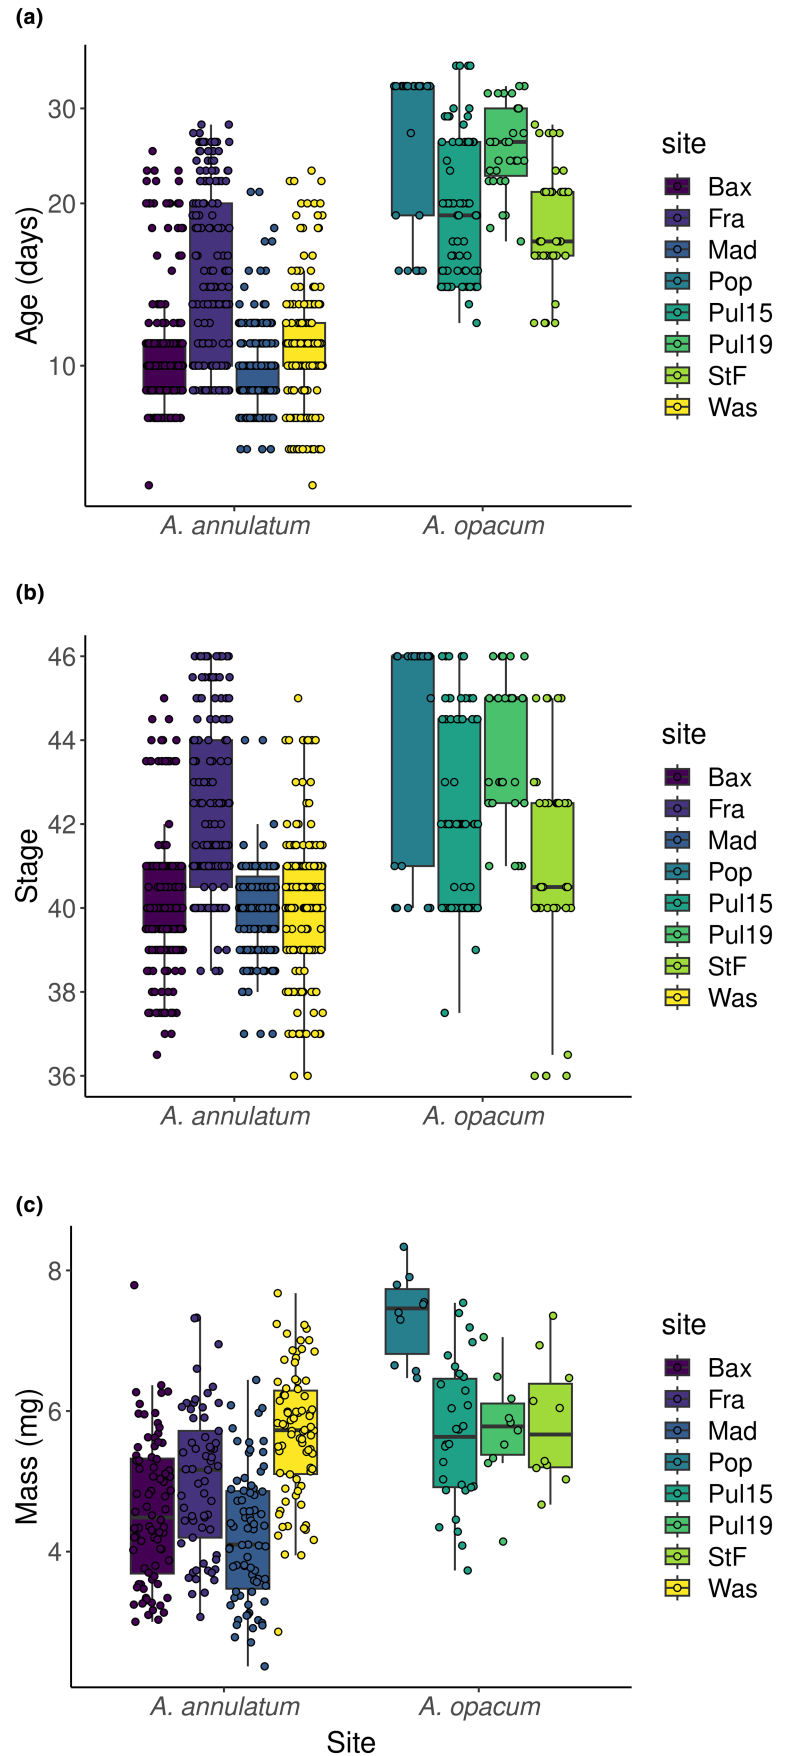 (a)
Age (days)
30
20
10
A. annulatum
A. opacum
site
Bax
Fra
Mad
Pop
Pul15
Pul19
StF
Was
(b)
Stage
46
44
42
40
38
36
A. annulatum
A. opacum
site
Bax
Fra
Mad
Pop
Pul15
Pul19
StF
Was
(c)
Mass (mg)
8
6
4
A. annulatum
A. opacum
Site
site
Bax
Fra
Mad
Pop
Pul15
Pul19
StF
Was